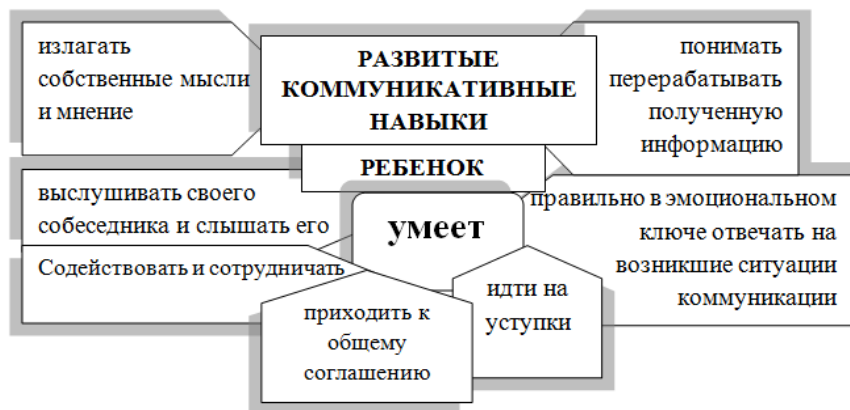 РАЗВИТЫЕ
КОММУНИКАТИВНЫЕ
НАВЫКИ
РЕБЕНОК
умеет
излагать
собственные мысли
и мнение
понимать
перерабатывать
полученную
информацию
выслушивать своего
собеседника и слышать его
правильно в эмоциональном
ключе отвечать на
возникшие ситуации
коммуникации
Содействовать и сотрудничать
приходить к
общему
соглашению
идти на
уступки